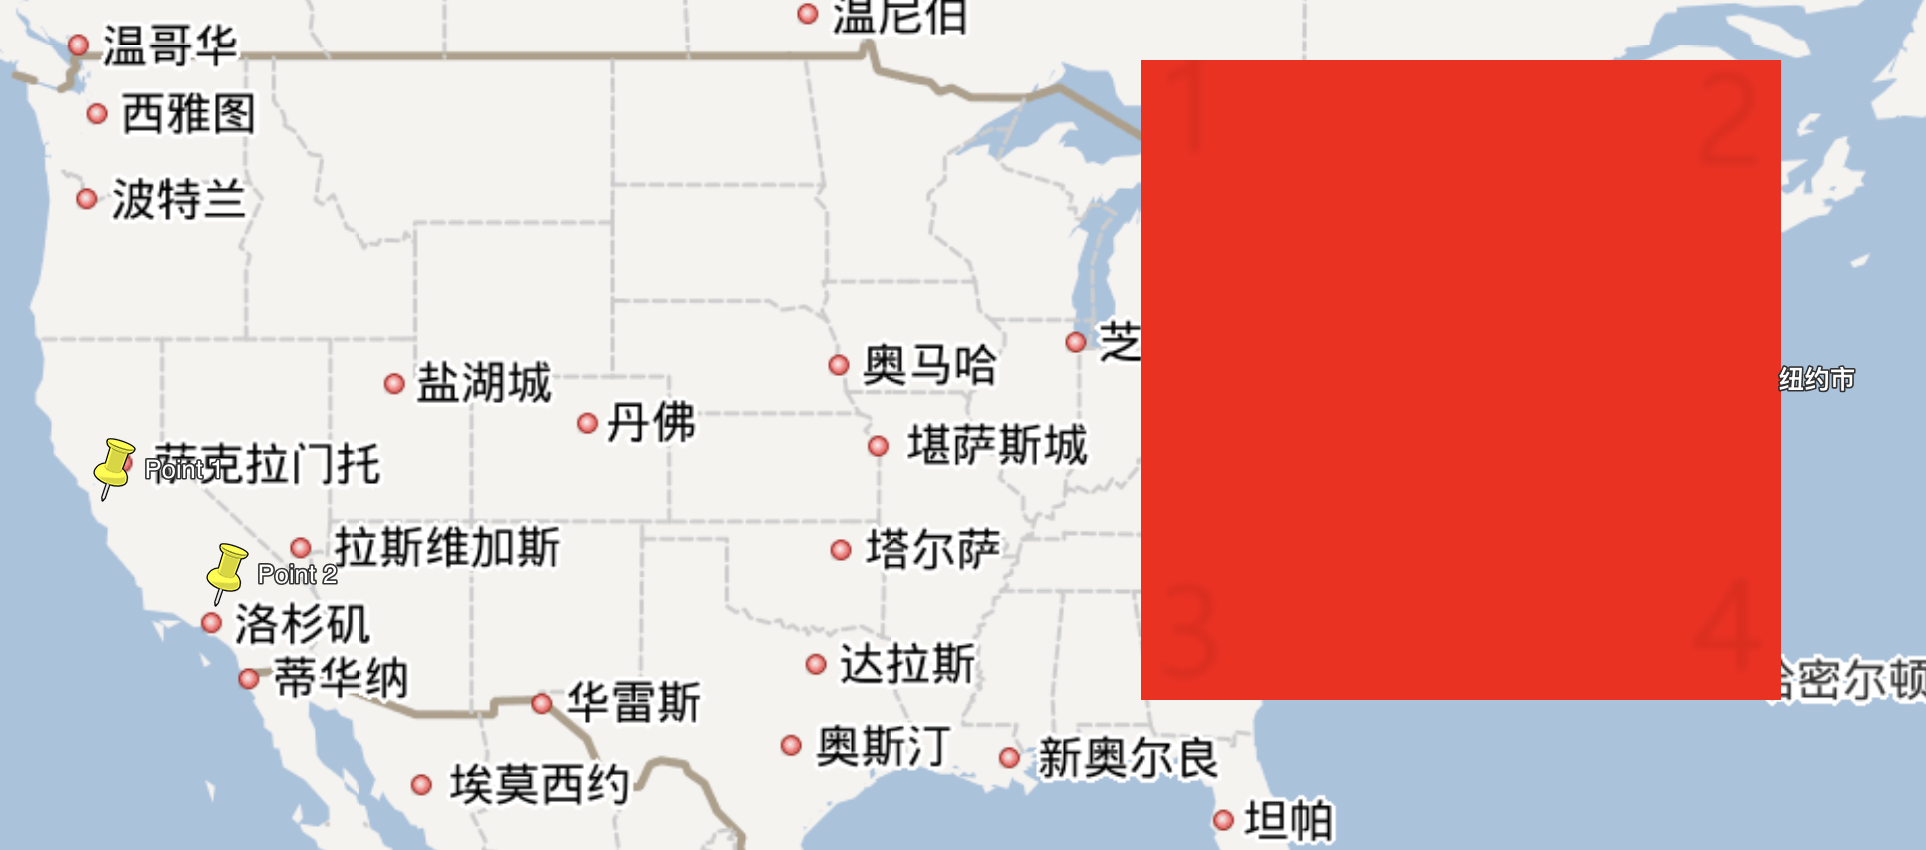 温尼伯
温哥华
1
2
西雅图
波特兰
芝
奥马哈
纽约市
盐湖城
丹佛
堪萨斯城
萨克拉门托
Point 1
拉斯维加斯
塔尔萨
Point 2
洛杉矶
3
4
达拉斯
蒂华纳
哈密尔顿
华雷斯
奥斯汀
新奥尔良
埃莫西约
坦帕